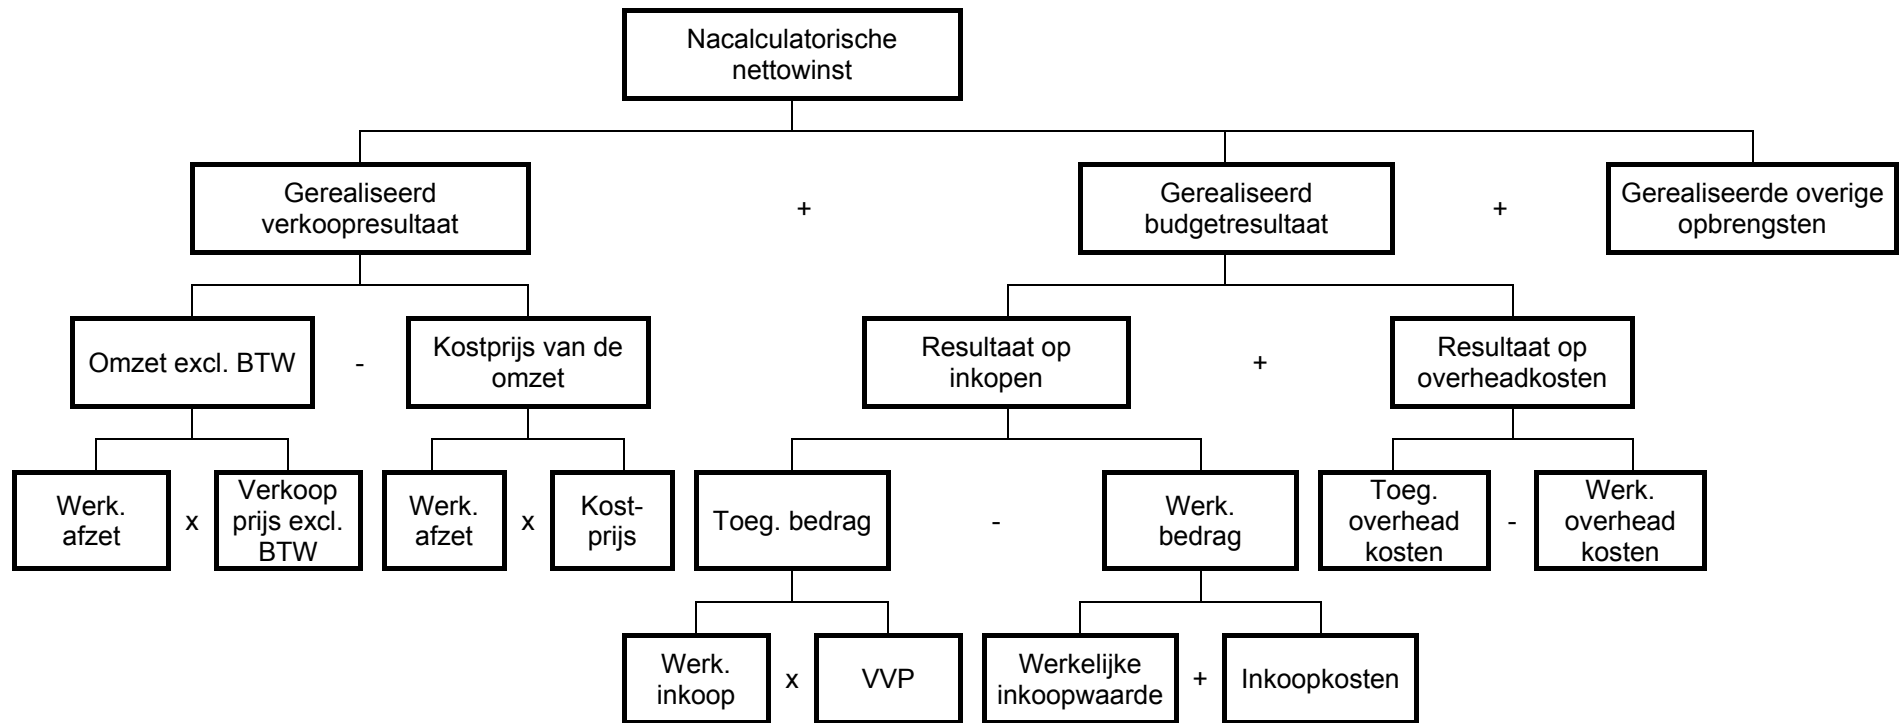 Nacalculatorische
nettowinst
Gerealiseerd
verkoopresultaat
+
Gerealiseerd
budgetresultaat
+
Gerealiseerde overige
opbrengsten
Omzet excl. BTW
-
Kostprijs van de
omzet
Resultaat op
inkopen
+
Resultaat op
overheadkosten
Werk.
afzet
x
Verkoop
prijs excl.
BTW
Werk.
afzet
x
Kost-
prijs
Toeg. bedrag
-
Werk.
bedrag
Toeg.
overhead
kosten
-
Werk.
overhead
kosten
Werk.
inkoop
x
VVP
Werkelijke
inkoopwaarde
+
Inkoopkosten